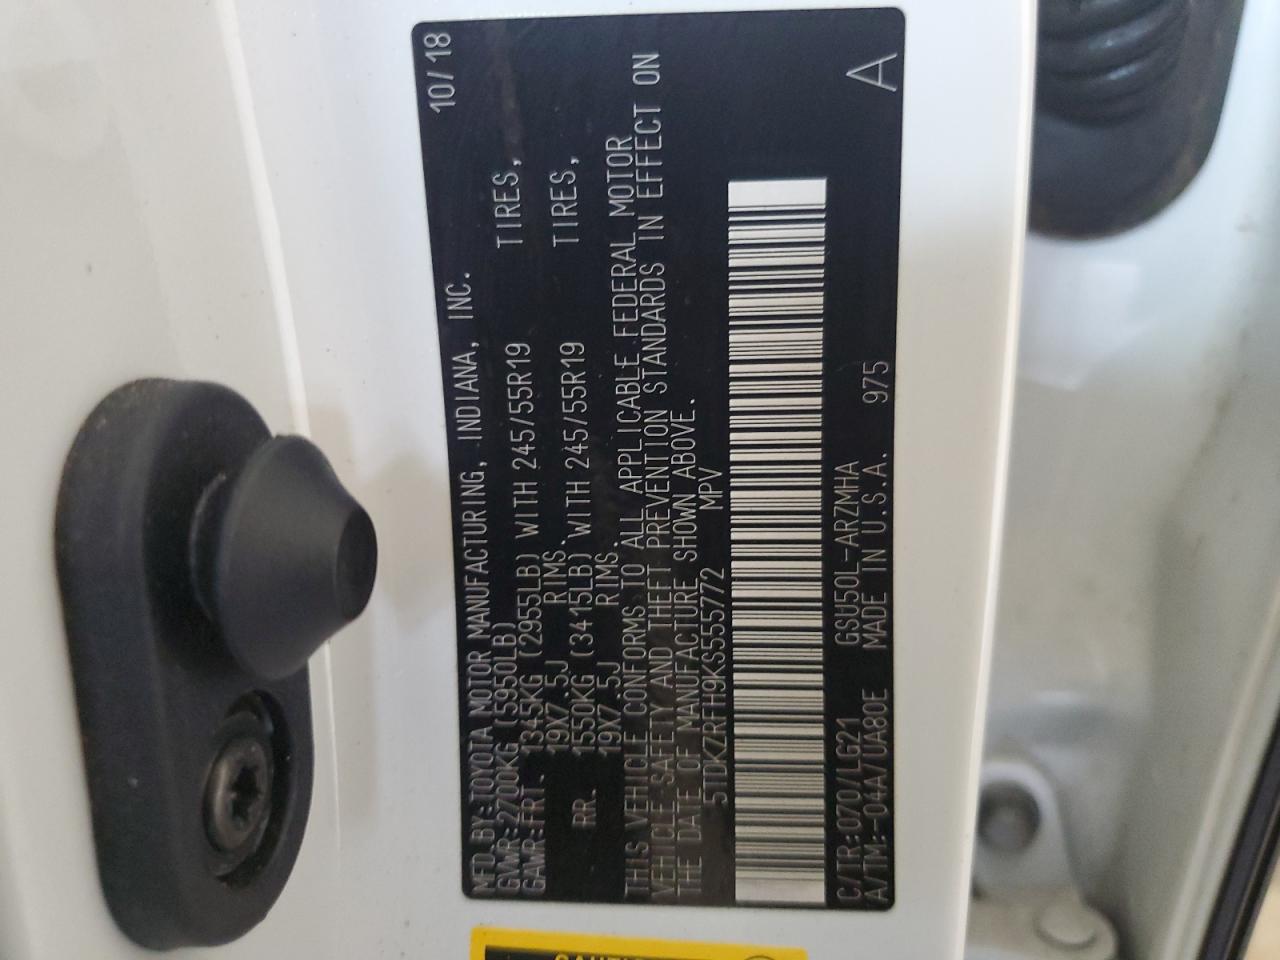 MFD.BY:TOYOTA MOTOR MANUFACTURING, INDIANA, INC. 10/18
GVWR:2700KG(5950LB)
GAWR:FRT. 1345KG (2955LB) WITH 245/55R19 TIRES,
19X7.5J RIMS.
RR. 1550KG (3415LB) WITH 245/55R19 TIRES,
19X7.5J RIMS.
THIS VEHICLE CONFORMS TO ALL APPLICABLE FEDERAL MOTOR
VEHICLE SAFETY AND THEFT PREVENTION STANDARDS IN EFFECT ON
THE DATE OF MANUFACTURE SHOWN ABOVE.
5TDKZRFH9KS555772 MPV
C/TR:070/LG21 GSU50L-ARZMHA A
A/TM:-04A/UA80E MADE IN U.S.A. 975